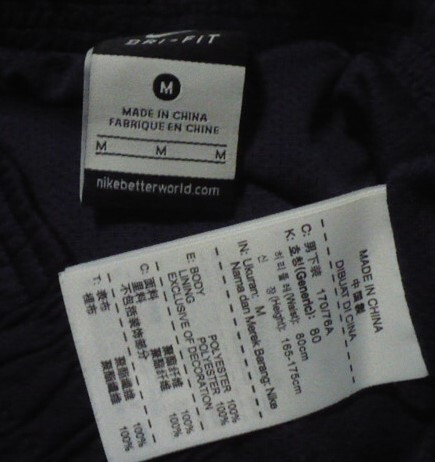 DRI-FIT
M
MADE IN CHINA
FABRIQUE EN CHINE
M M M
nikebetterworld.com
MADE IN CHINA
中国製
DIBUAT DI CINA
C: 男下装 170/76A
K: 호칭(Generic): 80
허리둘레(Waist): 80cm
신 장(Height): 165-175cm
IN: Ukuran: M
Nama dan Merek Barang: Nike
E: BODY POLYESTER 100%
LINING POLYESTER 100%
EXCLUSIVE OF DECORATION
C: 面料 聚酯纤维 100%
里料 聚酯纤维 100%
不包括装饰部分
T: 表布 聚酯纖維 100%
裡布 聚酯纖維 100%